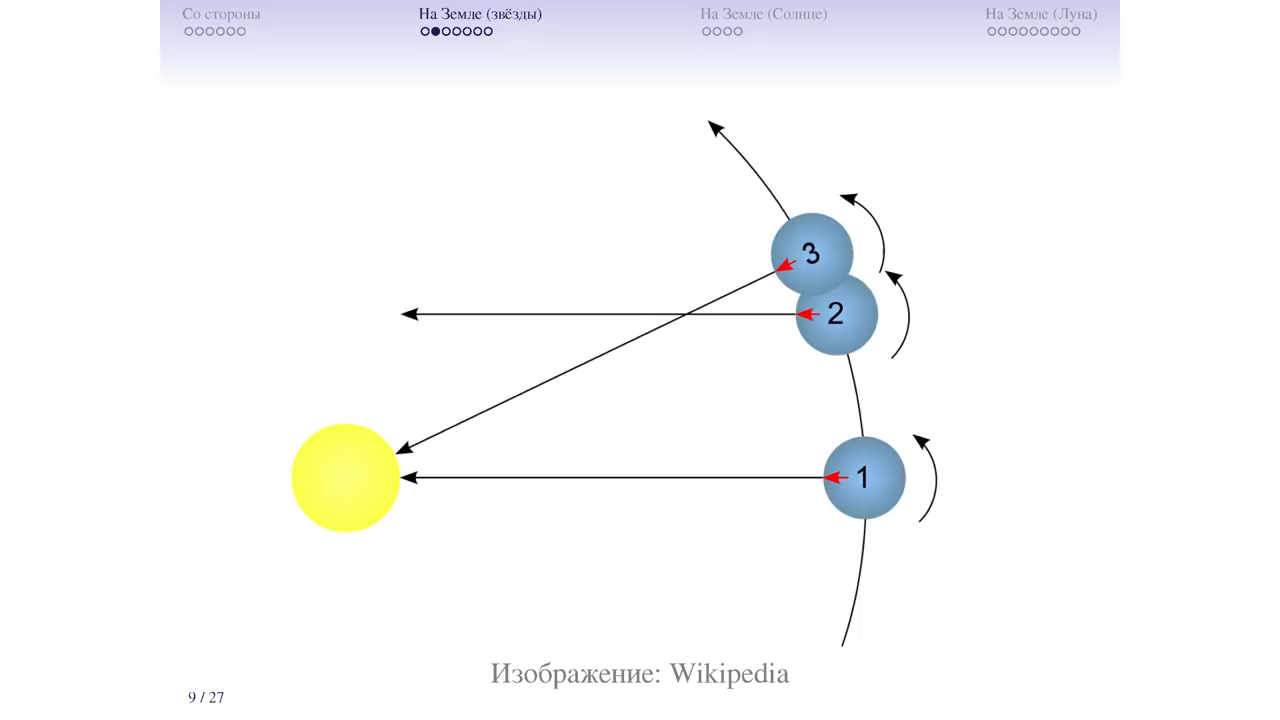 Со стороны
На Земле (звёзды)
На Земле (Солнце)
На Земле (Луна)
3
2
1
Изображение: Wikipedia
9 / 27